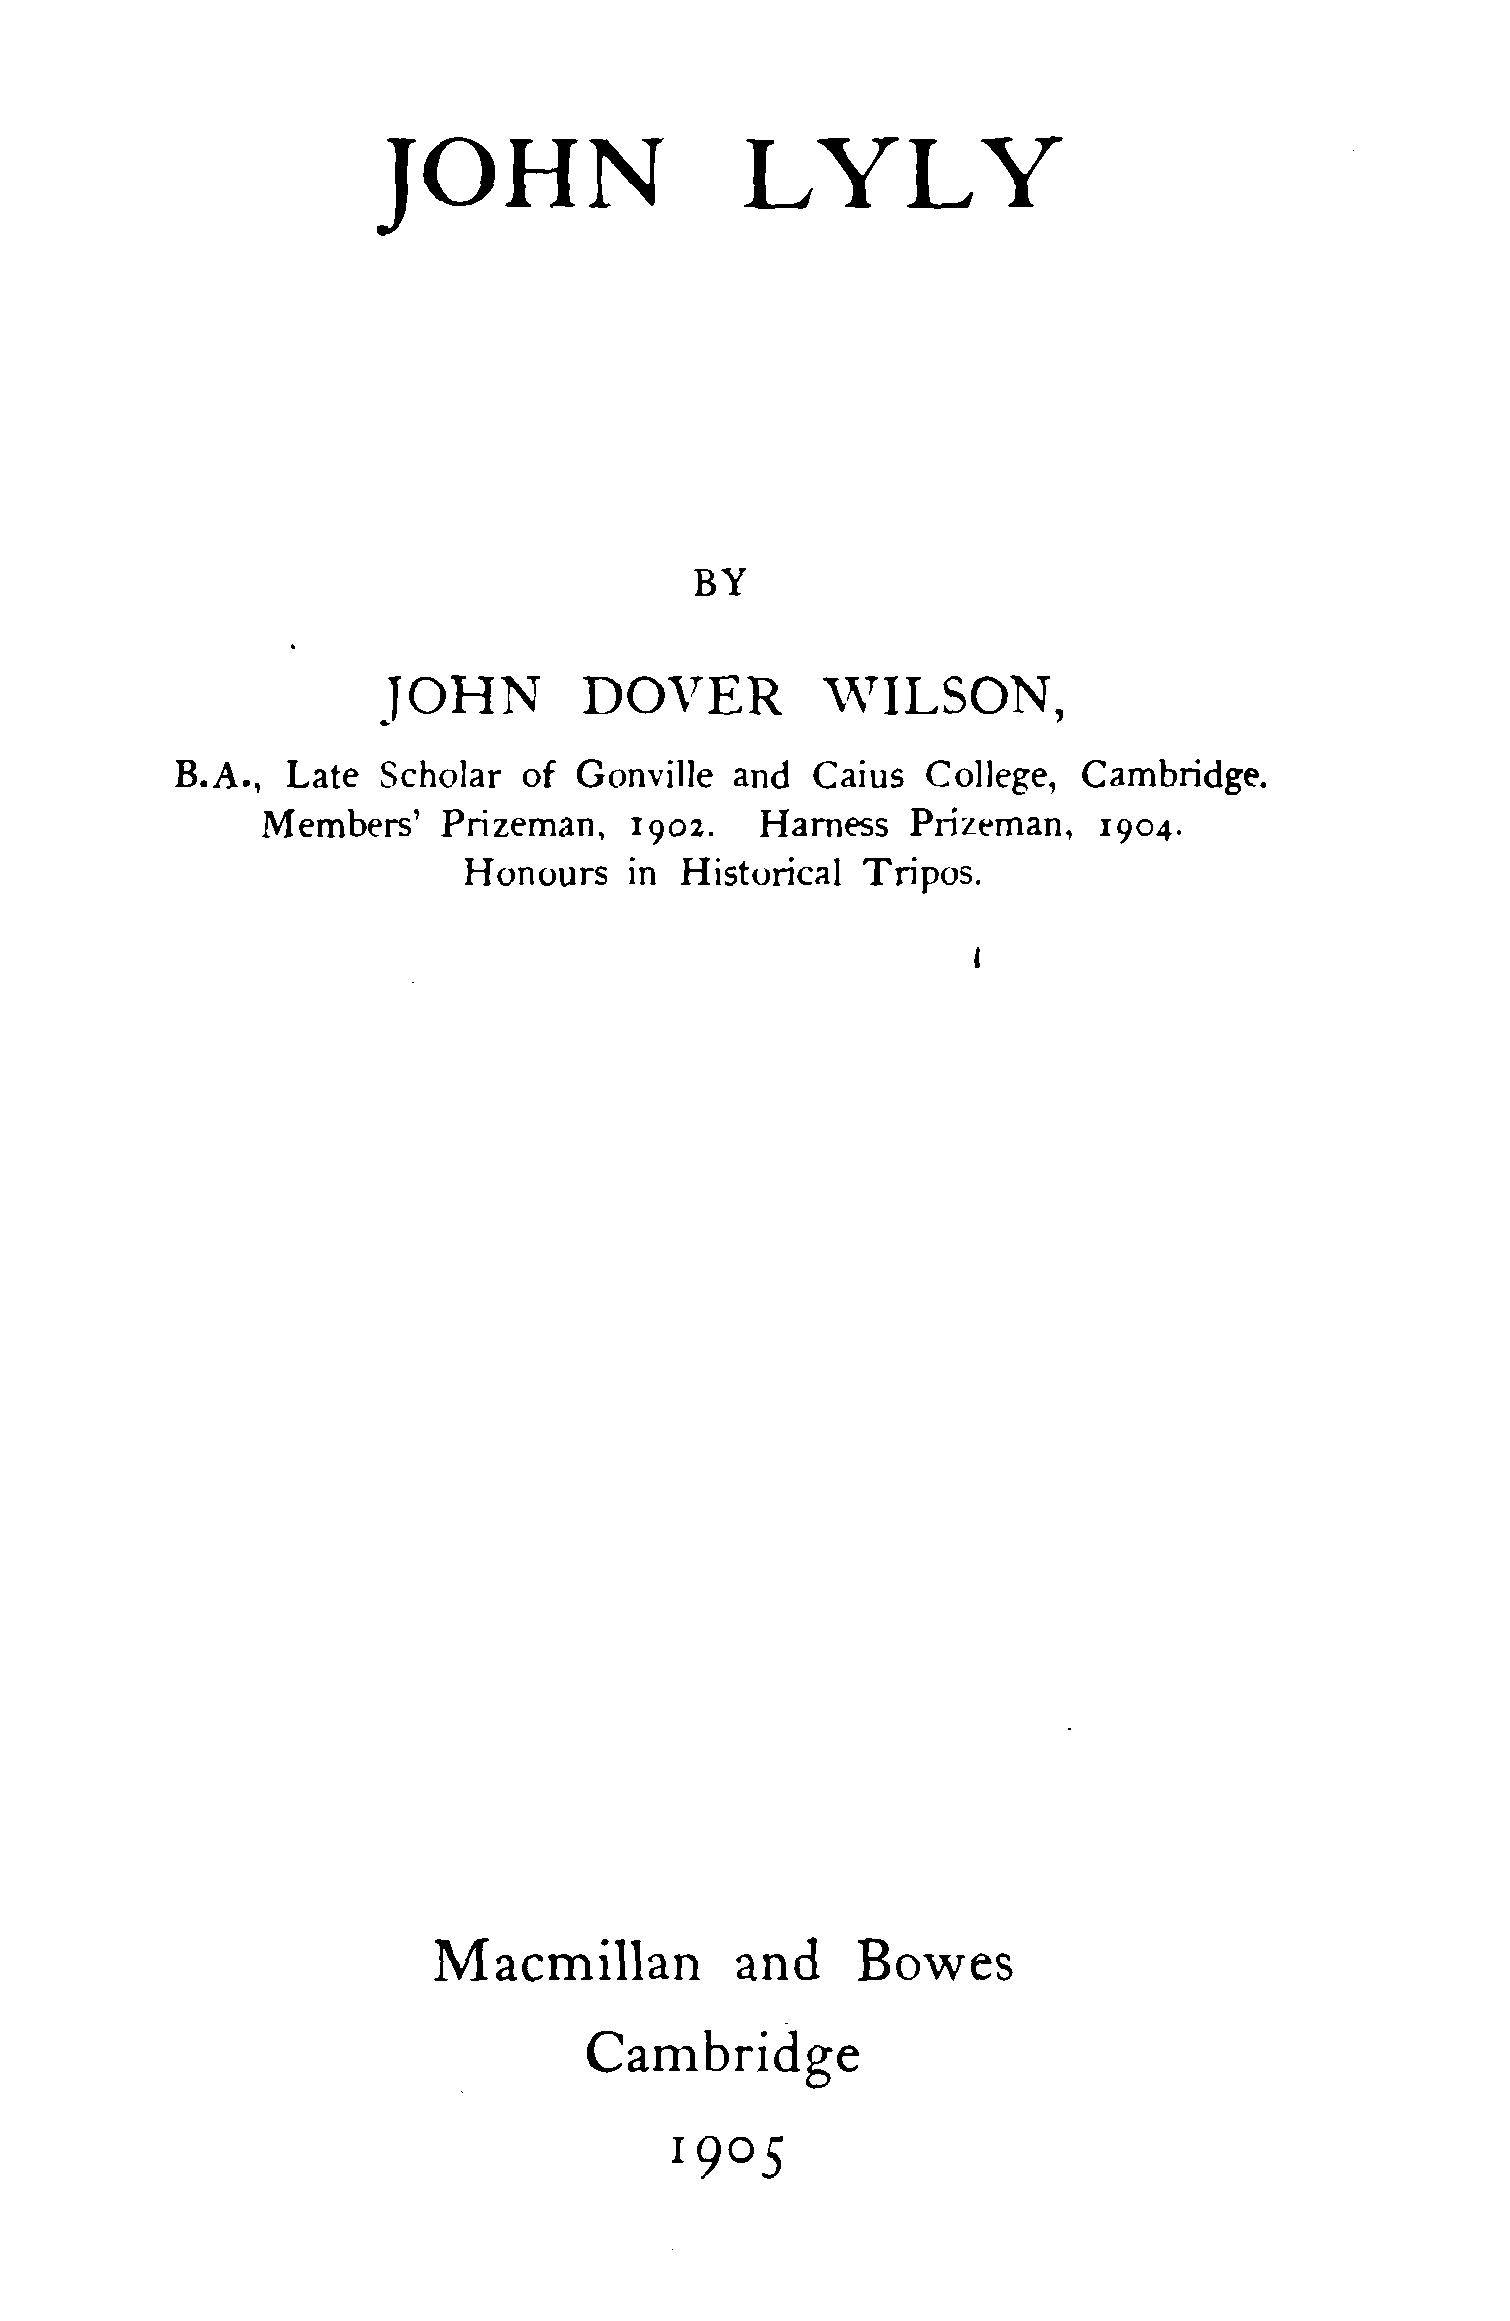 JOHN LYLY
BY
JOHN DOVER WILSON,
B.A., Late Scholar of Gonville and Caius College, Cambridge.
Members' Prizeman, 1902. Harness Prizeman, 1904.
Honours in Historical Tripos.
Macmillan and Bowes
Cambridge
1905